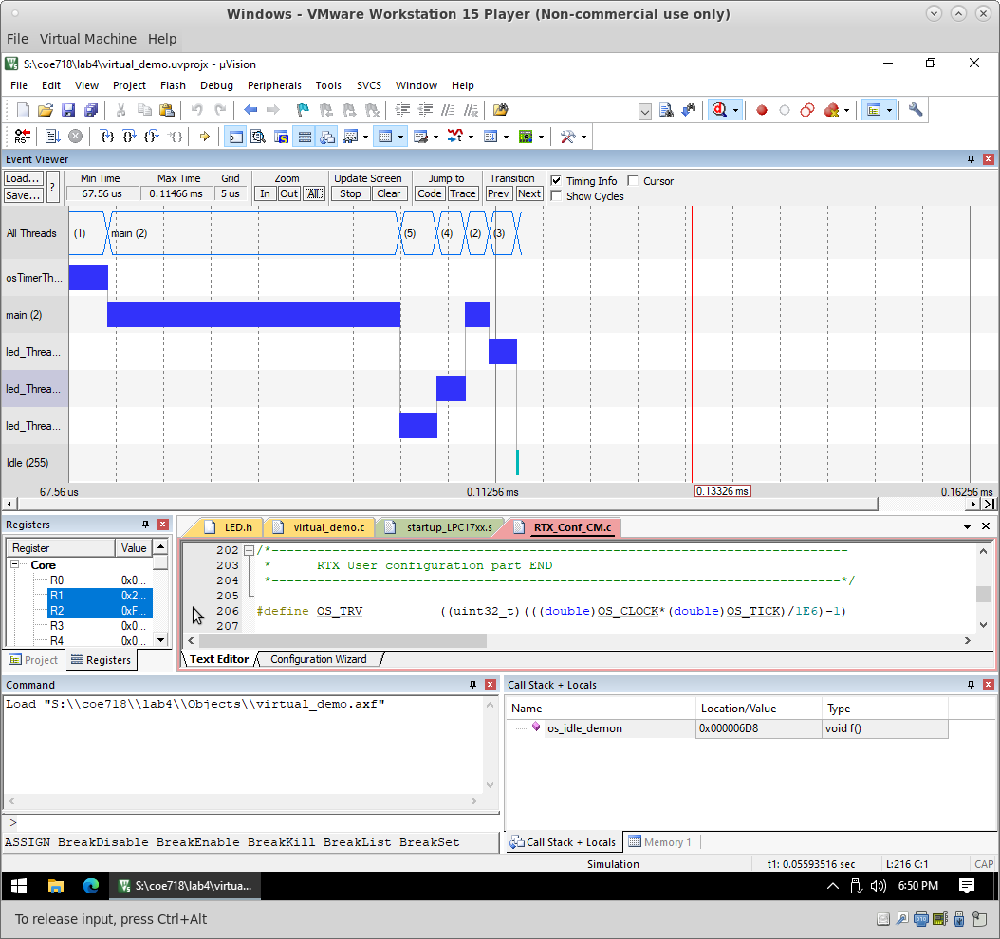 Windows - VMware Workstation 15 Player (Non-commercial use only)
File Virtual Machine Help
S:\coe718\lab4\virtual_demo.uvprojx - µVision
File Edit View Project Flash Debug Peripherals Tools SVCS Window Help
RST
Event Viewer
Load... ? Min Time Max Time Grid Zoom Update Screen Jump to Transition Timing Info Cursor
Save... 67.56 us 0.11466 ms 5 us In Out All Stop Clear Code Trace Prev Next Show Cycles
All Threads (1) main (2) (5) (4) (2) (3)
osTimerTh...
main (2)
led_Threa...
led_Threa...
led_Threa...
Idle (255)
67.56 us 0.11256 ms 0.13326 ms 0.16256 ms
Registers
Register Value
Core
R0 0x0...
R1 0x2...
R2 0xF...
R3 0x0...
R4 0x0...
Project Registers
LED.h virtual_demo.c startup_LPC17xx.s RTX_Conf_CM.c
202 /*---------------------------------------------------------------------------
203 * RTX User configuration part END
204 *---------------------------------------------------------------------------*/
205
206 #define OS_TRV ((uint32_t)(((double)OS_CLOCK*(double)OS_TICK)/1E6)-1)
207
Text Editor Configuration Wizard
Command
Load "S:\\coe718\\lab4\\Objects\\virtual_demo.axf"
>
ASSIGN BreakDisable BreakEnable BreakKill BreakList BreakSet
Call Stack + Locals
Name Location/Value Type
os_idle_demon 0x000006D8 void f()
Call Stack + Locals Memory 1
Simulation t1: 0.05593516 sec L:216 C:1 CAP
S:\coe718\lab4\virtua... 6:50 PM
To release input, press Ctrl+Alt